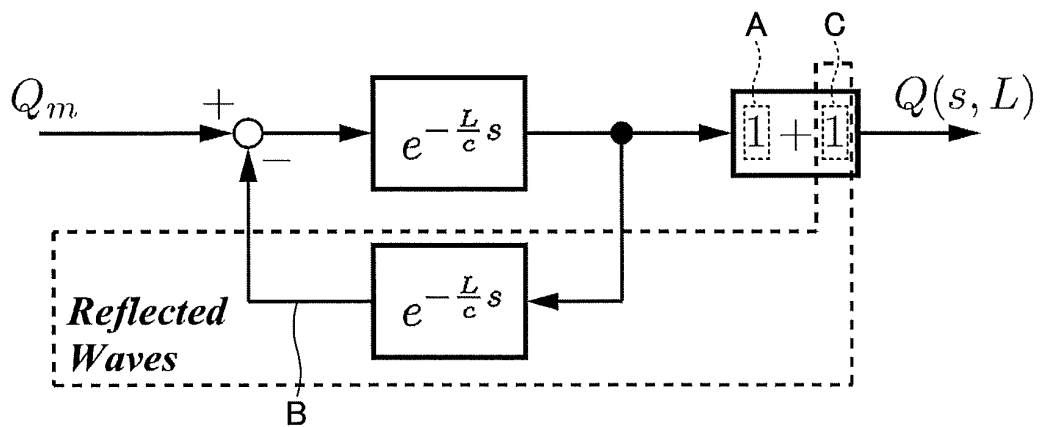 A C
Q_m + e^{-\frac{L}{c}s} 1 + 1 Q(s, L)
−
e^{-\frac{L}{c}s}
Reflected
Waves
B